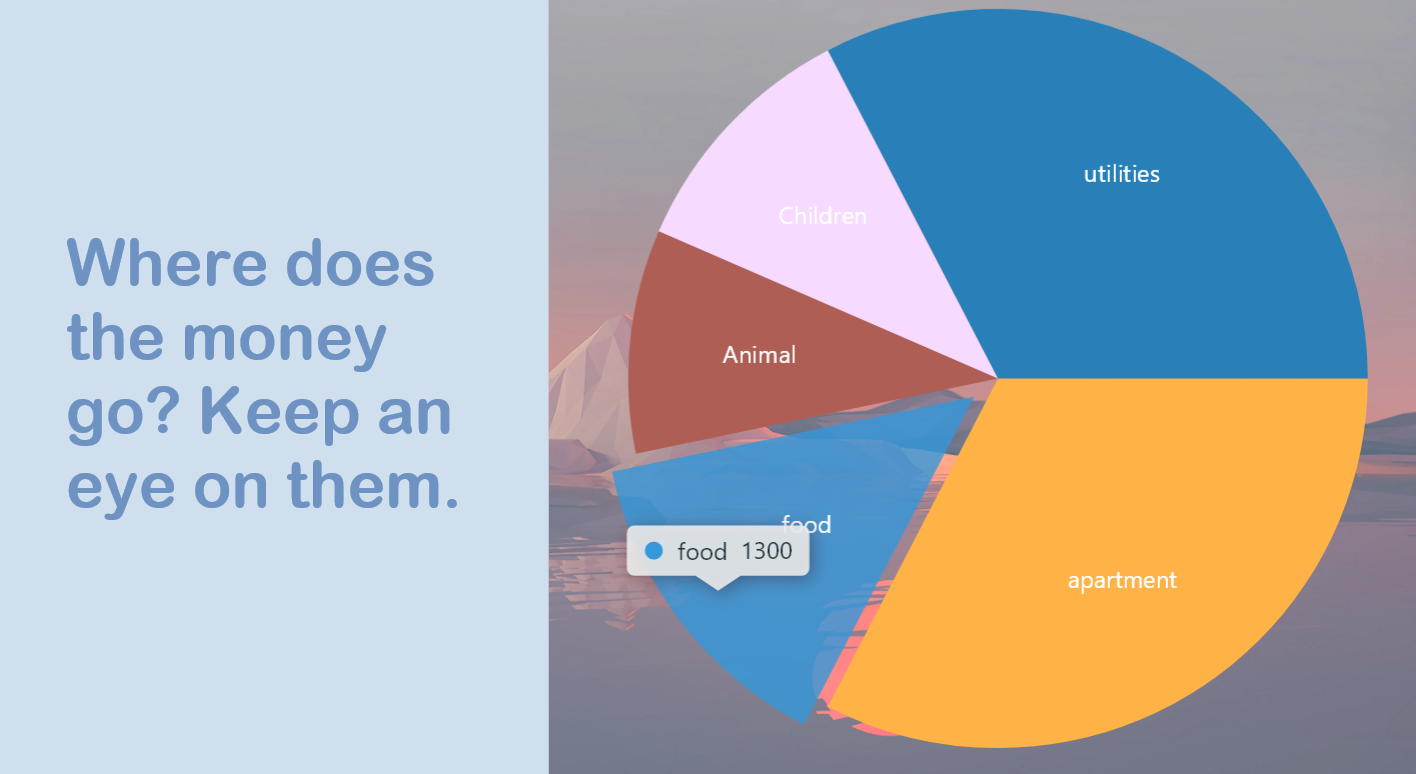 Where does
the money
go? Keep an
eye on them.
utilities
Children
Animal
food
food 1300
apartment